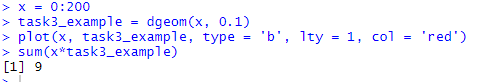 > x = 0:200
> task3_example = dgeom(x, 0.1)
> plot(x, task3_example, type = 'b', lty = 1, col = 'red')
> sum(x*task3_example)
[1] 9
>